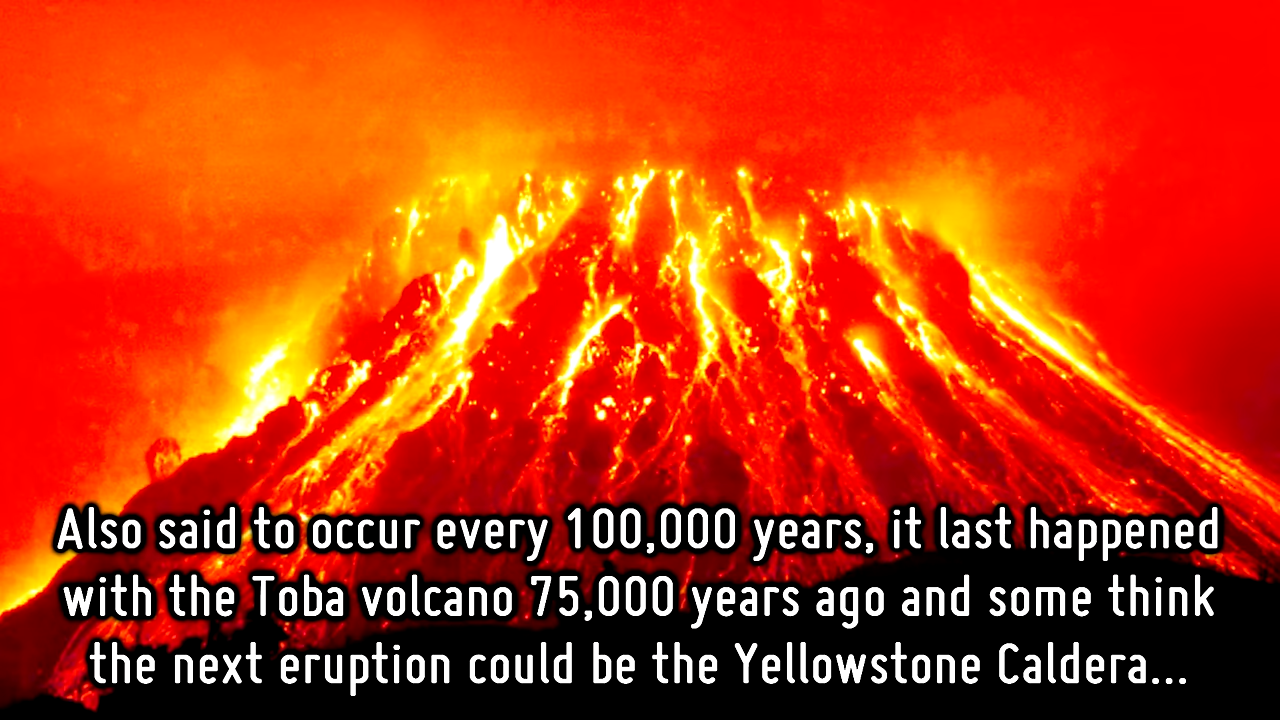 Also said to occur every 100,000 years, it last happened
with the Toba volcano 75,000 years ago and some think
the next eruption could be the Yellowstone Caldera...